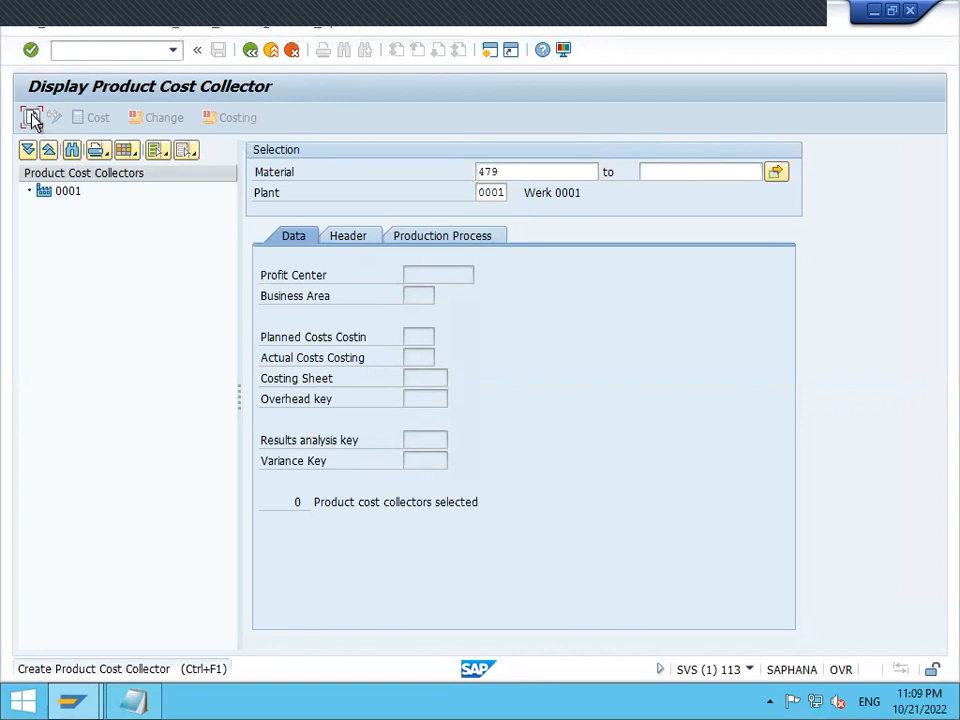 Display Product Cost Collector
Cost Change Costing
Product Cost Collectors
0001
Selection
Material 479 to
Plant 0001 Werk 0001
Data Header Production Process
Profit Center
Business Area
Planned Costs Costin
Actual Costs Costing
Costing Sheet
Overhead key
Results analysis key
Variance Key
0 Product cost collectors selected
Create Product Cost Collector (Ctrl+F1) SAP SVS (1) 113 SAPHANA OVR
ENG 11:09 PM
10/21/2022